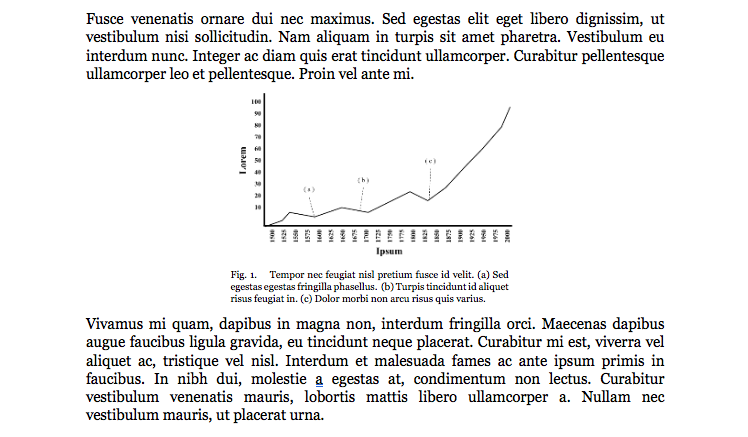 Fusce venenatis ornare dui nec maximus. Sed egestas elit eget libero dignissim, ut
vestibulum nisi sollicitudin. Nam aliquam in turpis sit amet pharetra. Vestibulum eu
interdum nunc. Integer ac diam quis erat tincidunt ullamcorper. Curabitur pellentesque
ullamcorper leo et pellentesque. Proin vel ante mi.
100
90
80
70
60
50
40
30
20
10
Lorem
(a)
(b)
(c)
1500 1525 1550 1575 1600 1625 1650 1675 1700 1725 1750 1775 1800 1825 1850 1875 1900 1925 1950 1975 2000
Ipsum
Fig. 1. Tempor nec feugiat nisl pretium fusce id velit. (a) Sed
egestas egestas fringilla phasellus. (b) Turpis tincidunt id aliquet
risus feugiat in. (c) Dolor morbi non arcu risus quis varius.
Vivamus mi quam, dapibus in magna non, interdum fringilla orci. Maecenas dapibus
augue faucibus ligula gravida, eu tincidunt neque placerat. Curabitur mi est, viverra vel
aliquet ac, tristique vel nisl. Interdum et malesuada fames ac ante ipsum primis in
faucibus. In nibh dui, molestie a egestas at, condimentum non lectus. Curabitur
vestibulum venenatis mauris, lobortis mattis libero ullamcorper a. Nullam nec
vestibulum mauris, ut placerat urna.